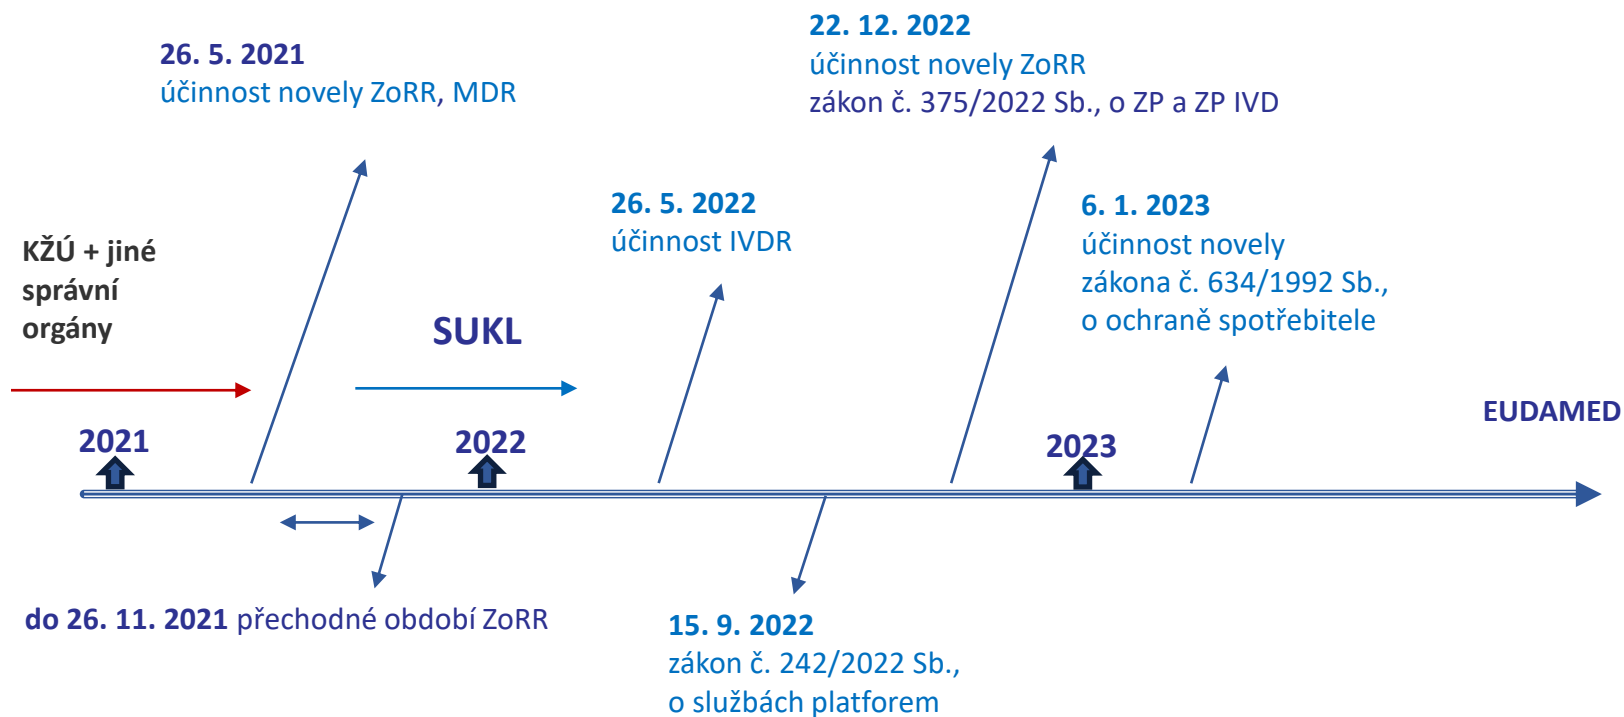 26. 5. 2021
účinnost novely ZoRR, MDR
22. 12. 2022
účinnost novely ZoRR
zákon č. 375/2022 Sb., o ZP a ZP IVD
26. 5. 2022
účinnost IVDR
6. 1. 2023
účinnost novely
zákona č. 634/1992 Sb.,
o ochraně spotřebitele
KŽÚ + jiné
správní
orgány
SUKL
EUDAMED
2021
2022
2023
do 26. 11. 2021 přechodné období ZoRR
15. 9. 2022
zákon č. 242/2022 Sb.,
o službách platforem